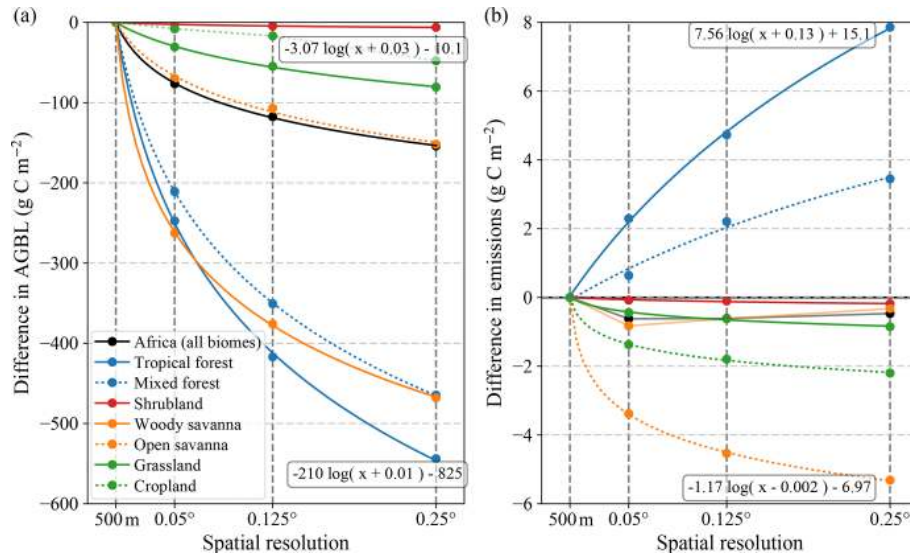 (a)
(b)
0
−100
−200
−300
−400
−500
−600
Difference in AGBL (g C m⁻²)
-3.07 log( x + 0.03 ) - 10.1
-210 log( x + 0.01 ) - 825
Africa (all biomes)
Tropical forest
Mixed forest
Shrubland
Woody savanna
Open savanna
Grassland
Cropland
500 m
0.05°
0.125°
0.25°
Spatial resolution
8
6
4
2
0
−2
−4
−6
Difference in emissions (g C m⁻²)
7.56 log( x + 0.13 ) + 15.1
-1.17 log( x - 0.002 ) - 6.97
500 m
0.05°
0.125°
0.25°
Spatial resolution